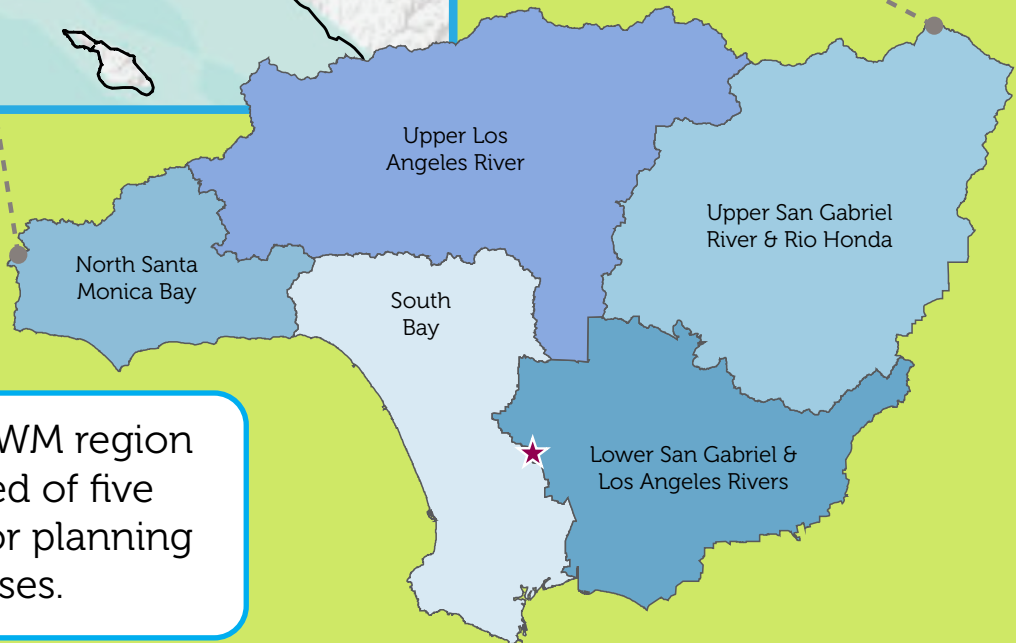 Upper Los
Angeles River
Upper San Gabriel
River & Rio Honda
North Santa
Monica Bay
South
Bay
Lower San Gabriel &
Los Angeles Rivers
WM region
ed of five
or planning
ses.